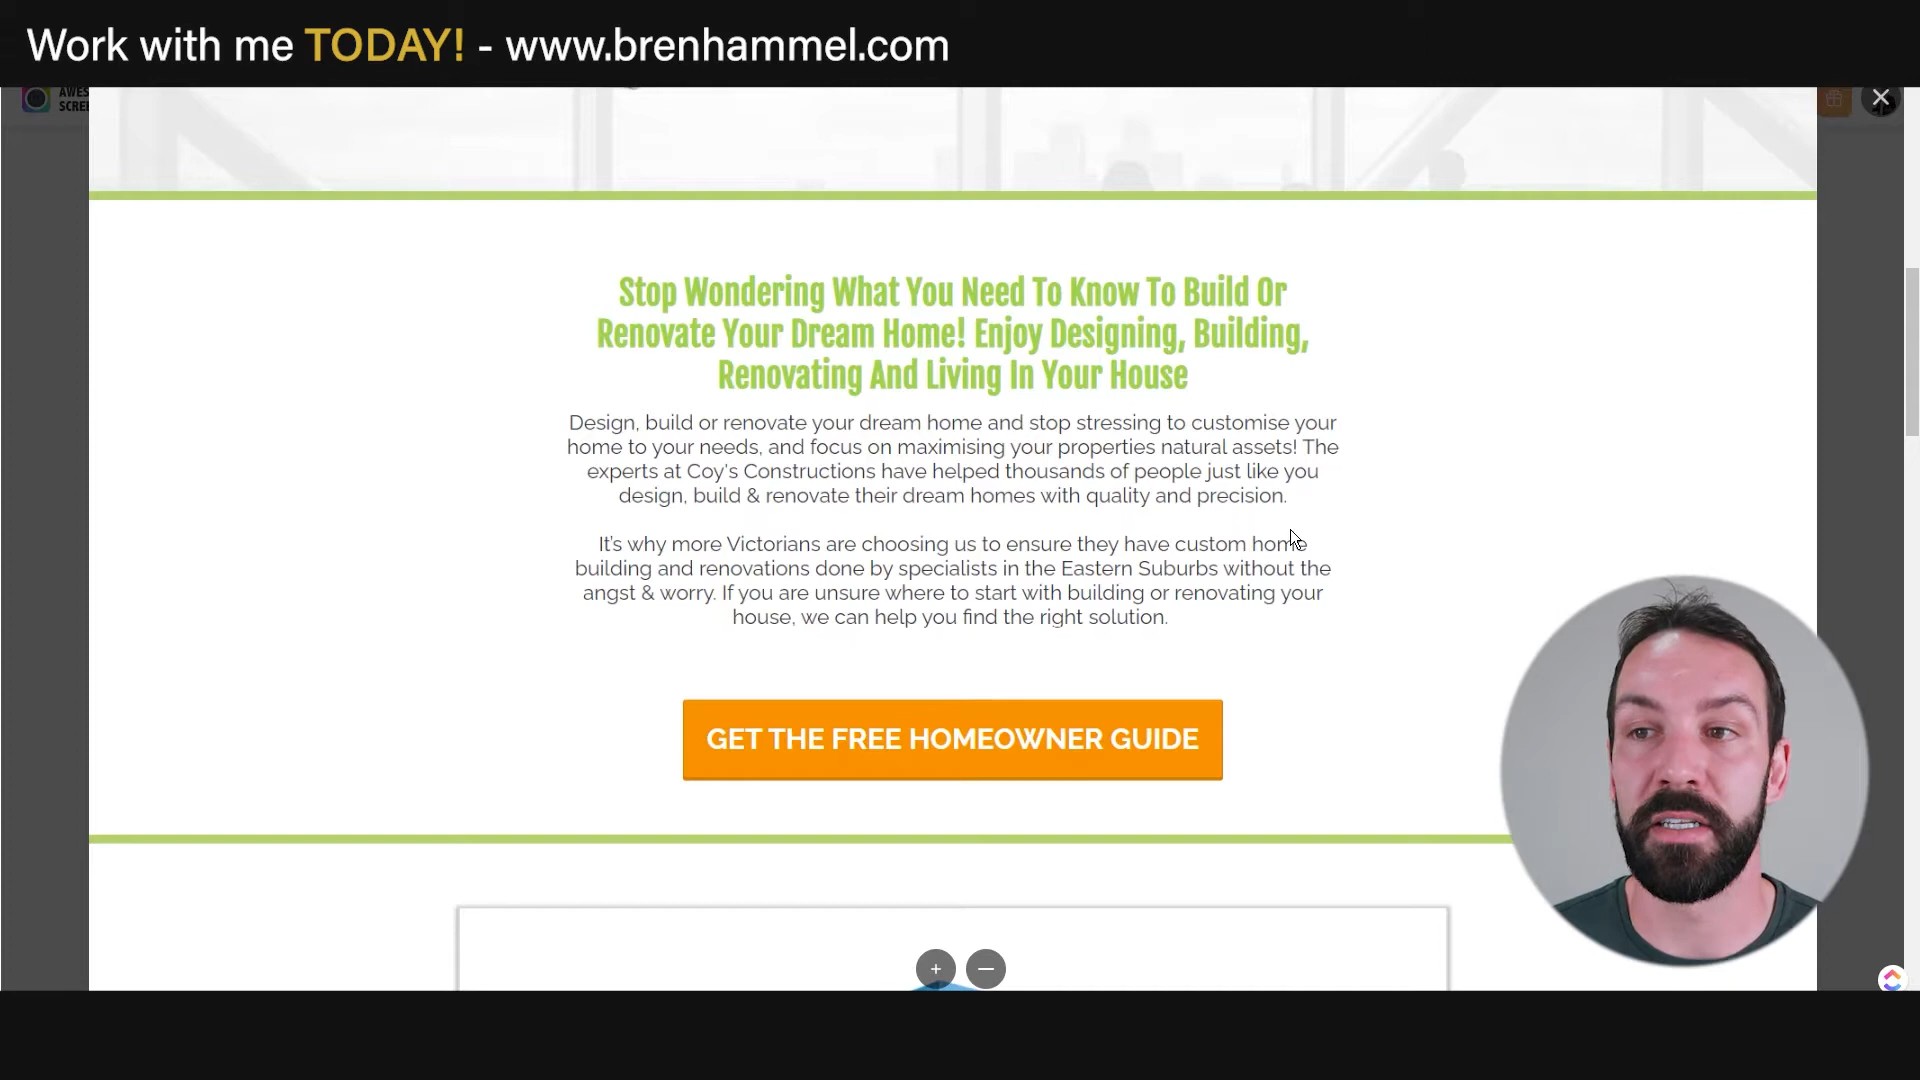 Work with me TODAY! - www.brenhammel.com
AWES
SCREE
Stop Wondering What You Need To Know To Build Or
Renovate Your Dream Home! Enjoy Designing, Building,
Renovating And Living In Your House
Design, build or renovate your dream home and stop stressing to customise your
home to your needs, and focus on maximising your properties natural assets! The
experts at Coy's Constructions have helped thousands of people just like you
design, build & renovate their dream homes with quality and precision.
It's why more Victorians are choosing us to ensure they have custom home
building and renovations done by specialists in the Eastern Suburbs without the
angst & worry. If you are unsure where to start with building or renovating your
house, we can help you find the right solution.
GET THE FREE HOMEOWNER GUIDE